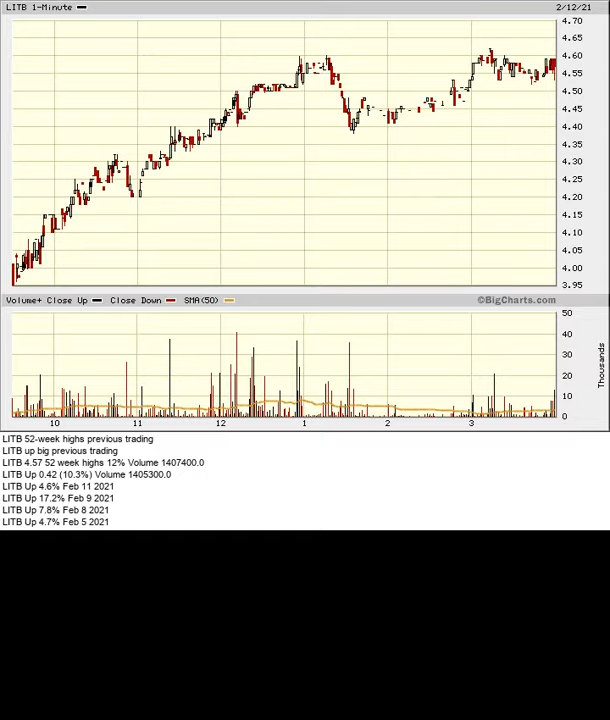 LITB 1-Minute 2/12/21
4.70
4.65
4.60
4.55
4.50
4.45
4.40
4.35
4.30
4.25
4.20
4.15
4.10
4.05
4.00
3.95
Volume+ Close Up Close Down SMA(50) ©BigCharts.com
50
40
30
20
10
0
Thousands
10 11 12 1 2 3
LITB 52-week highs previous trading
LITB up big previous trading
LITB 4.57 52 week highs 12% Volume 1407400.0
LITB Up 0.42 (10.3%) Volume 1405300.0
LITB Up 4.6% Feb 11 2021
LITB Up 17.2% Feb 9 2021
LITB Up 7.8% Feb 8 2021
LITB Up 4.7% Feb 5 2021